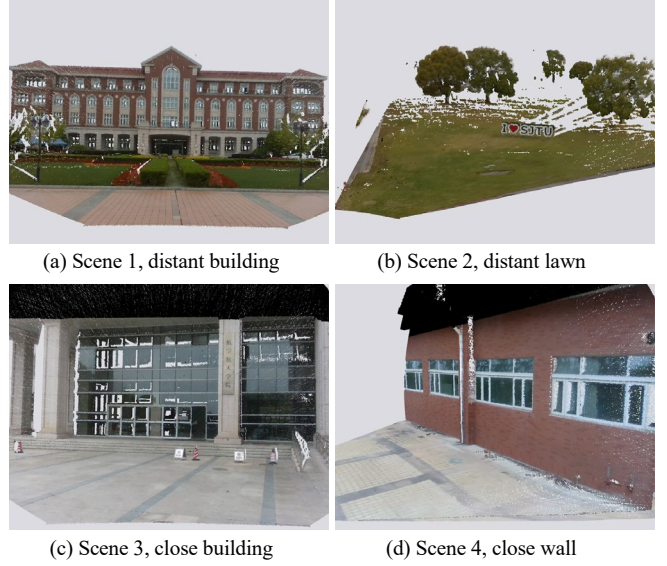 (a) Scene 1, distant building
I❤SJTU
(b) Scene 2, distant lawn
(c) Scene 3, close building
(d) Scene 4, close wall